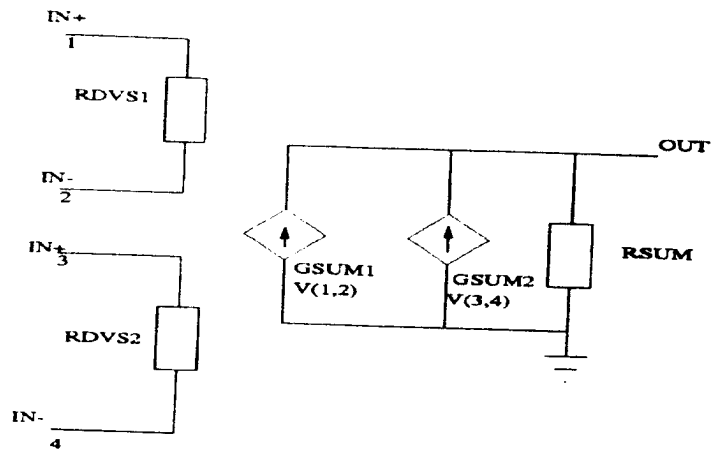 IN+
1
RDVS1
IN-
2
IN+
3
RDVS2
IN-
4
OUT
GSUM1
V(1,2)
GSUM2
V(3,4)
RSUM